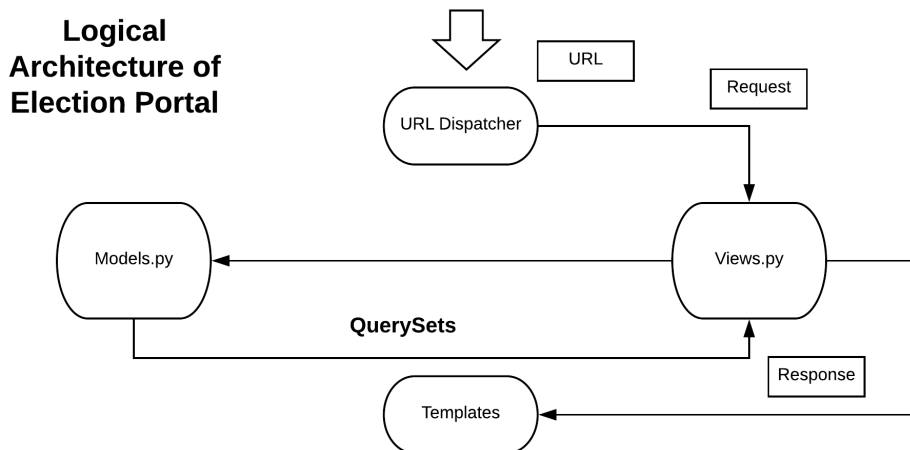 Logical
Architecture of
Election Portal
URL
Request
URL Dispatcher
Models.py
Views.py
QuerySets
Response
Templates